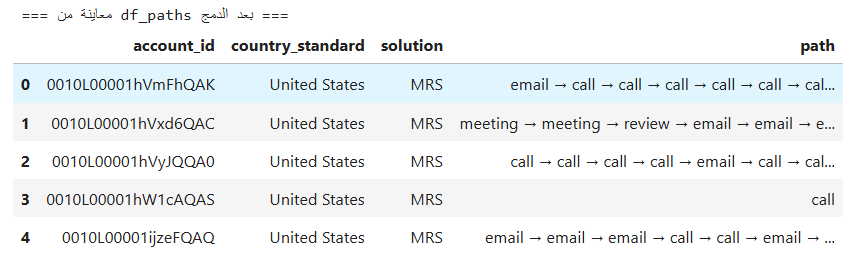 === معاينة من df_paths بعد الدمج ===
account_id country_standard solution path
0 0010L00001hVmFhQAK United States MRS email → call → call → call → call → call → cal...
1 0010L00001hVxd6QAC United States MRS meeting → meeting → review → email → email → e...
2 0010L00001hVyJQQA0 United States MRS call → call → call → call → email → call → cal...
3 0010L00001hW1cAQAS United States MRS call
4 0010L00001ijzeFQAQ United States MRS email → email → email → call → call → email → ...